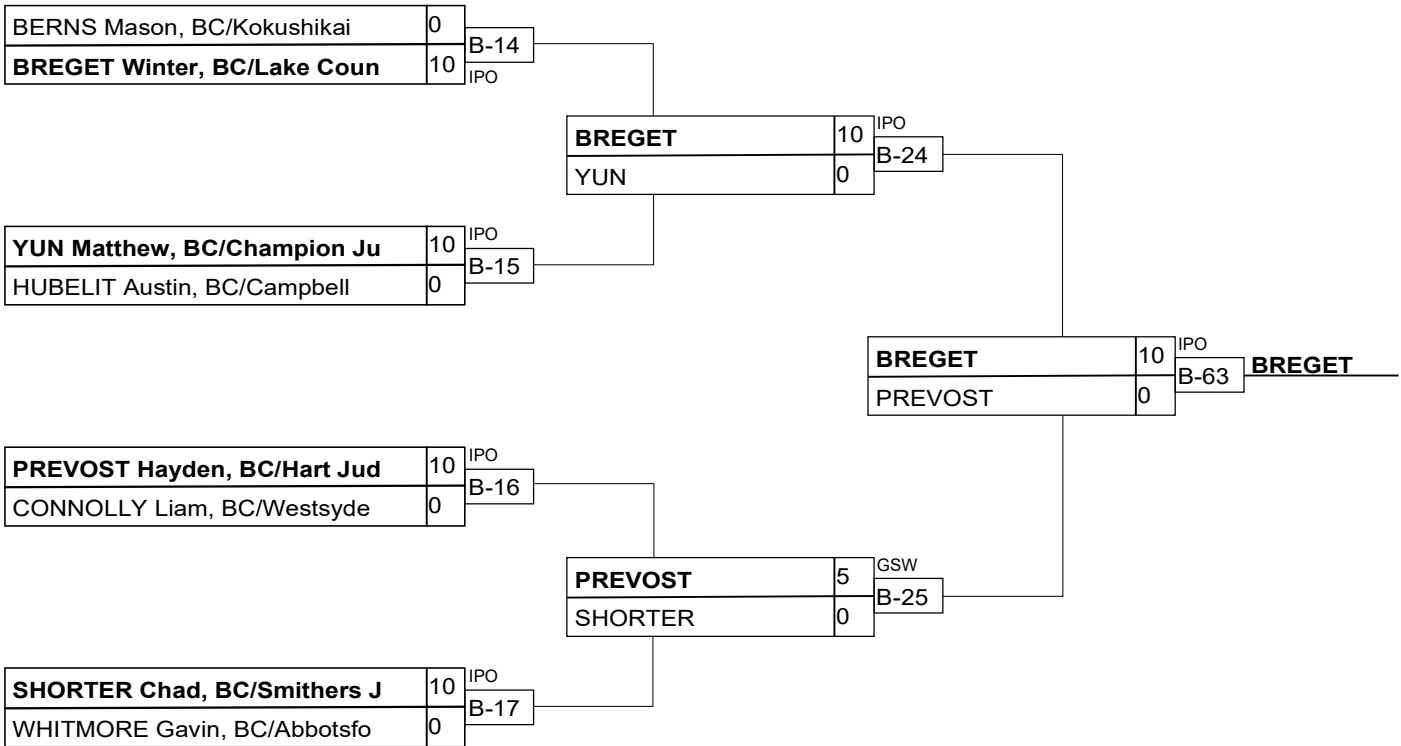 BERNS Mason, BC/Kokushikai 0
B-14
BREGET Winter, BC/Lake Coun 10
IPO
BREGET 10 IPO
B-24
YUN 0
YUN Matthew, BC/Champion Ju 10 IPO
B-15
HUBELIT Austin, BC/Campbell 0
BREGET 10 IPO
B-63 BREGET
PREVOST 0
PREVOST Hayden, BC/Hart Jud 10 IPO
B-16
CONNOLLY Liam, BC/Westsyde 0
PREVOST 5 GSW
B-25
SHORTER 0
SHORTER Chad, BC/Smithers J 10 IPO
B-17
WHITMORE Gavin, BC/Abbotsfo 0